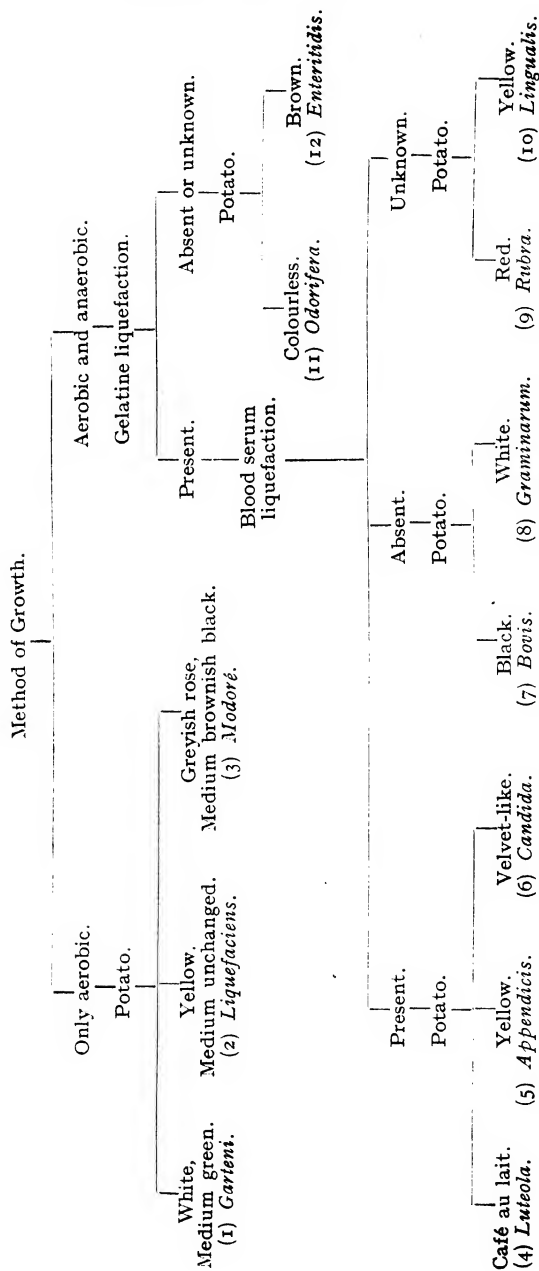 Method of Growth.
Only aerobic.
Potato.
White,
Medium green.
(1) Garteni.
Yellow.
Medium unchanged.
(2) Liquefaciens.
Greyish rose,
Medium brownish black.
(3) Modoré.
Aerobic and anaerobic.
Gelatine liquefaction.
Present.
Blood serum
liquefaction.
Absent or unknown.
Potato.
Colourless.
(11) Odorifera.
Brown.
(12) Enteritidis.
Present.
Potato.
Café au lait.
(4) Luteola.
Yellow.
(5) Appendicis.
Velvet-like.
(6) Candida.
Absent.
Potato.
Black.
(7) Bovis.
White.
(8) Graminarum.
Unknown.
Potato.
Red.
(9) Rubra.
Yellow.
(10) Lingualis.